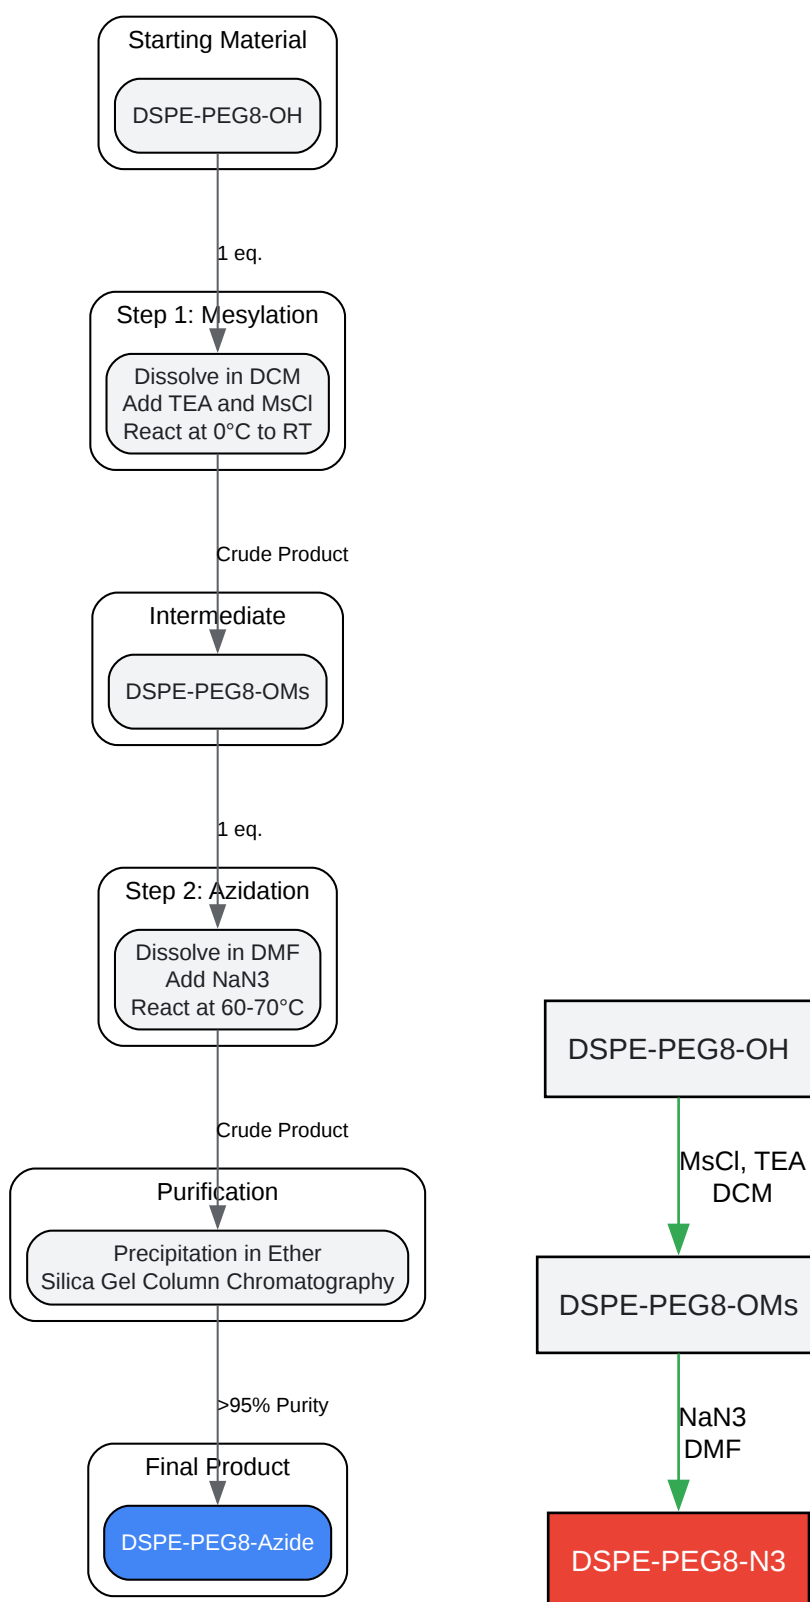 Starting Material
DSPE-PEG8-OH
1 eq.
Step 1: Mesylation
Dissolve in DCM
Add TEA and MsCl
React at 0°C to RT
Crude Product
Intermediate
DSPE-PEG8-OMs
1 eq.
Step 2: Azidation
Dissolve in DMF
Add NaN3
React at 60-70°C
Crude Product
Purification
Precipitation in Ether
Silica Gel Column Chromatography
>95% Purity
Final Product
DSPE-PEG8-Azide
DSPE-PEG8-OH
MsCl, TEA
DCM
DSPE-PEG8-OMs
NaN3
DMF
DSPE-PEG8-N3